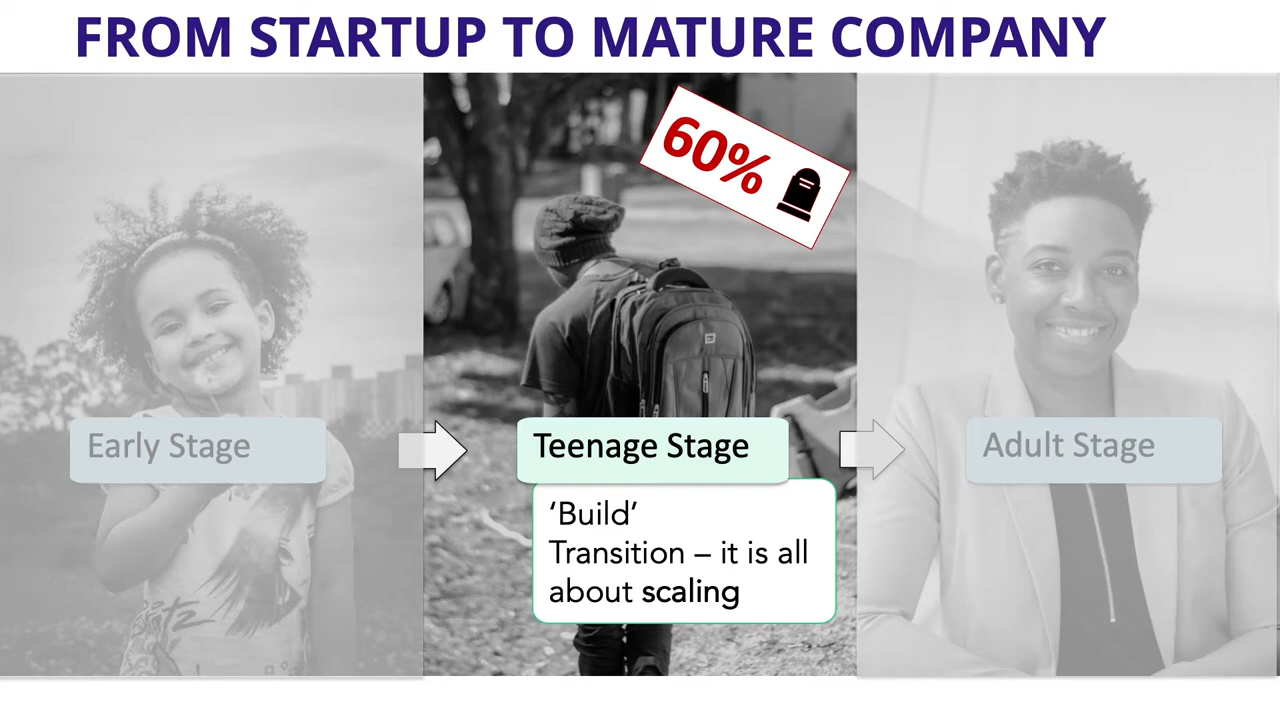 FROM STARTUP TO MATURE COMPANY
60%
Early Stage
Teenage Stage
Adult Stage
‘Build’
Transition – it is all
about scaling